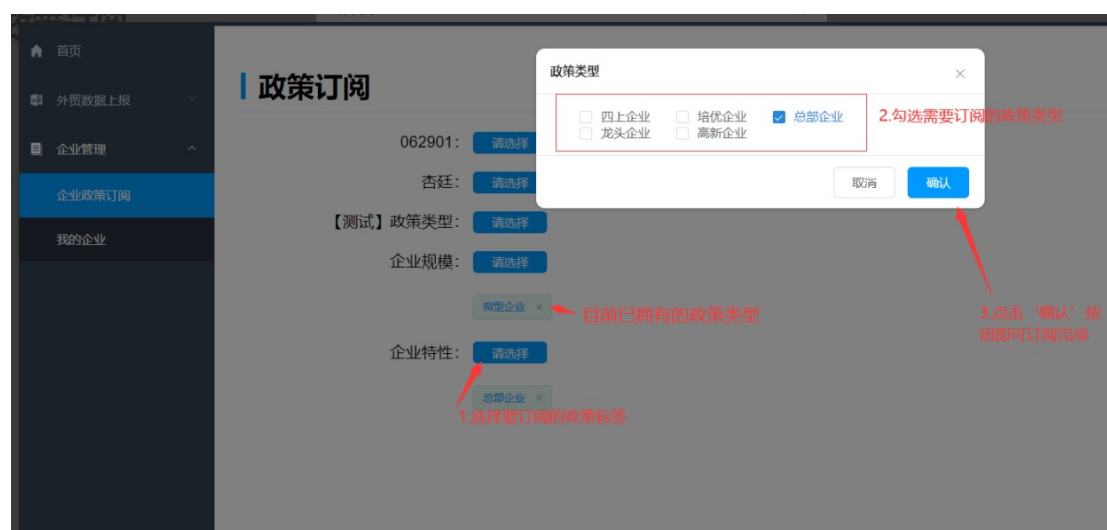 首页
外贸数据上报
企业管理
企业政策订阅
我的企业
政策订阅
062901： 请选择
杏廷： 请选择
【测试】政策类型： 请选择
企业规模： 请选择
微型企业 ×
目前已拥有的政策类型
企业特性： 请选择
总部企业 ×
1.选择要订阅的政策标签
政策类型
四上企业 培优企业 总部企业
龙头企业 高新企业
2.勾选需要订阅的政策类型
取消 确认
3.点击‘确认’按
钮即可订阅完成